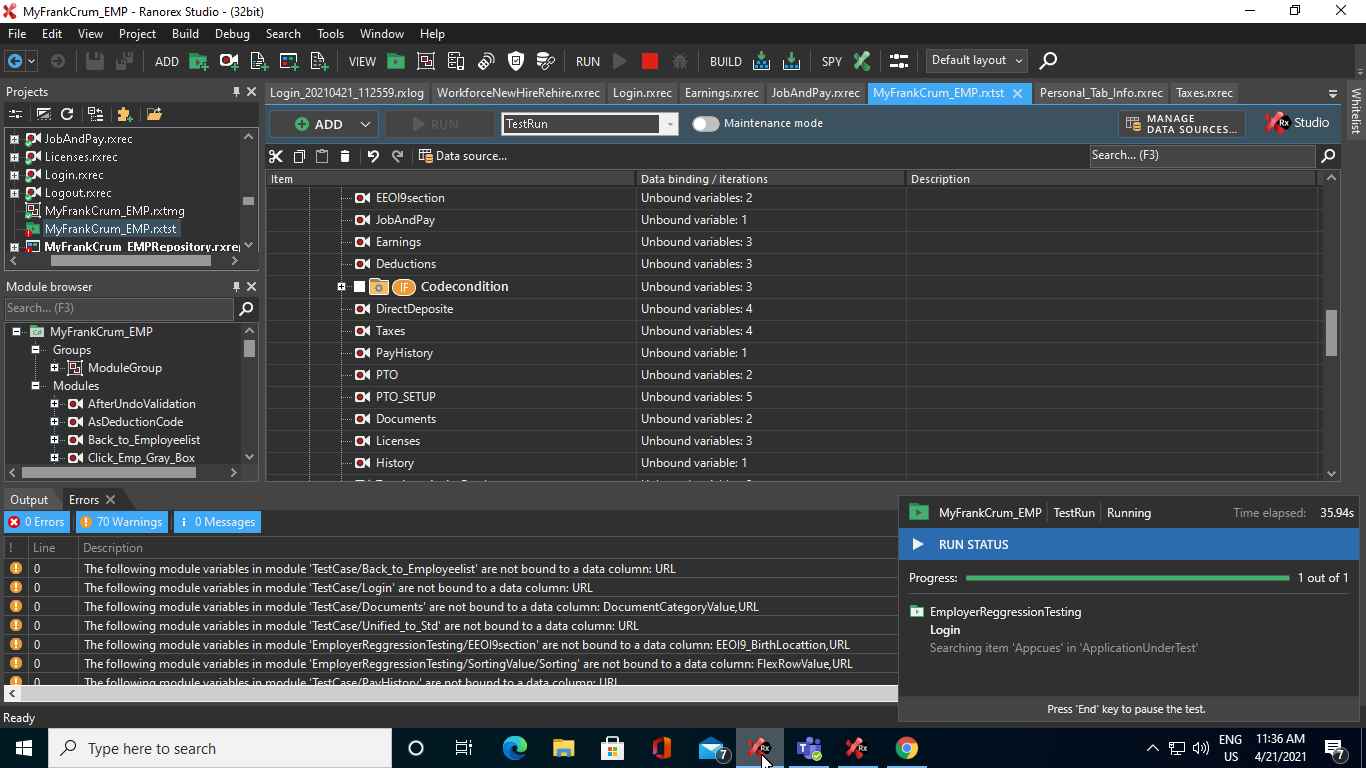 MyFrankCrum_EMP - Ranorex Studio - (32bit)
File Edit View Project Build Debug Search Tools Window Help
ADD VIEW RUN BUILD SPY Default layout
Projects
JobAndPay.rxrec
Licenses.rxrec
Login.rxrec
Logout.rxrec
MyFrankCrum_EMP.rxtmg
MyFrankCrum_EMP.rxtst
MyFrankCrum_EMPRepository.rxre
Module browser
Search... (F3)
MyFrankCrum_EMP
Groups
ModuleGroup
Modules
AfterUndoValidation
AsDeductionCode
Back_to_Employeelist
Click_Emp_Gray_Box
Login_20210421_112559.rxlog WorkforceNewHireRehire.rxrec Login.rxrec Earnings.rxrec JobAndPay.rxrec MyFrankCrum_EMP.rxtst Personal_Tab_Info.rxrec Taxes.rxrec
Whitelist
ADD RUN TestRun Maintenance mode MANAGE DATA SOURCES... Rx Studio
Data source... Search... (F3)
Item Data binding / iterations Description
EEOI9section Unbound variables: 2
JobAndPay Unbound variable: 1
Earnings Unbound variables: 3
Deductions Unbound variables: 3
IF Codecondition Unbound variables: 3
DirectDeposite Unbound variables: 4
Taxes Unbound variables: 4
PayHistory Unbound variable: 1
PTO Unbound variables: 2
PTO_SETUP Unbound variables: 5
Documents Unbound variables: 2
Licenses Unbound variables: 3
History Unbound variable: 1
Output Errors
0 Errors 70 Warnings 0 Messages
! Line Description
0 The following module variables in module 'TestCase/Back_to_Employeelist' are not bound to a data column: URL
0 The following module variables in module 'TestCase/Login' are not bound to a data column: URL
0 The following module variables in module 'TestCase/Documents' are not bound to a data column: DocumentCategoryValue,URL
0 The following module variables in module 'TestCase/Unified_to_Std' are not bound to a data column: URL
0 The following module variables in module 'EmployerReggressionTesting/EEOI9section' are not bound to a data column: EEOI9_BirthLocattion,URL
0 The following module variables in module 'EmployerReggressionTesting/SortingValue/Sorting' are not bound to a data column: FlexRowValue,URL
0 The following module variables in module 'TestCase/PayHistory' are not bound to a data column: URL
MyFrankCrum_EMP TestRun Running Time elapsed: 35.94s
RUN STATUS
Progress: 1 out of 1
EmployerReggressionTesting
Login
Searching item 'Appcues' in 'ApplicationUnderTest'
Press 'End' key to pause the test.
Ready
Type here to search
7
Rx
Rx
ENG
US
11:36 AM
4/21/2021
7